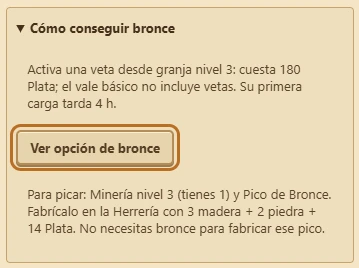 ▼ Cómo conseguir bronce
Activa una veta desde granja nivel 3: cuesta 180
Plata; el vale básico no incluye vetas. Su primera
carga tarda 4 h.
Ver opción de bronce
Para picar: Minería nivel 3 (tienes 1) y Pico de Bronce.
Fabrícalo en la Herrería con 3 madera + 2 piedra +
14 Plata. No necesitas bronce para fabricar ese pico.